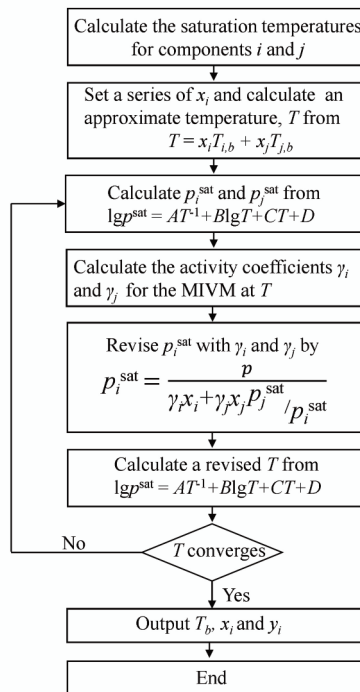 Calculate the saturation temperatures
for components i and j
Set a series of xᵢ and calculate an
approximate temperature, T from
T = xᵢTᵢ,b + xⱼTⱼ,b
Calculate pᵢˢᵃᵗ and pⱼˢᵃᵗ from
lgpˢᵃᵗ = AT⁻¹+BlgT+CT+D
Calculate the activity coefficients γᵢ
and γⱼ for the MIVM at T
Revise pᵢˢᵃᵗ with γᵢ and γⱼ by
pᵢˢᵃᵗ = p / γᵢxᵢ+γⱼxⱼpⱼˢᵃᵗ/pᵢˢᵃᵗ
Calculate a revised T from
lgpˢᵃᵗ = AT⁻¹+BlgT+CT+D
No
T converges
Yes
Output T_b, xᵢ and yᵢ
End